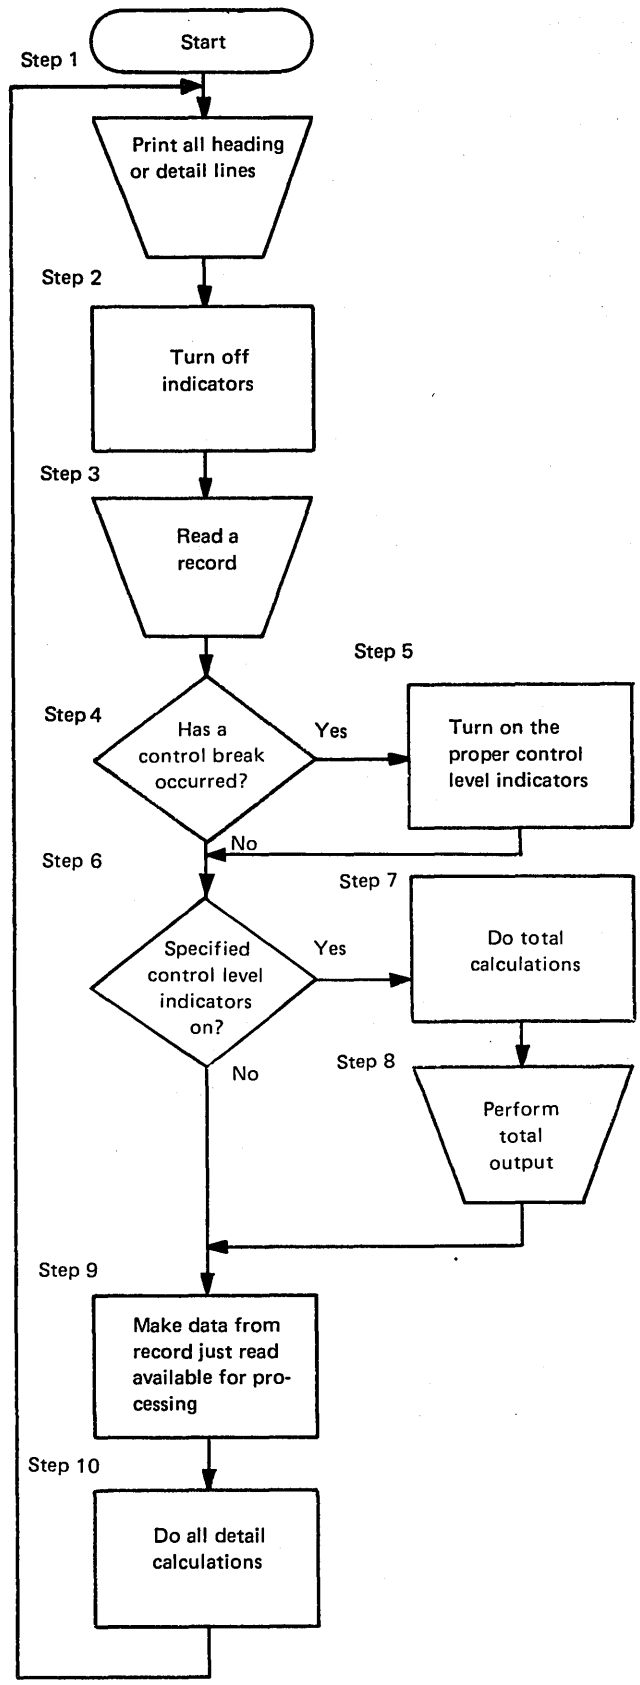 Start
Step 1
Print all heading
or detail lines
Step 2
Turn off
indicators
Step 3
Read a
record
Step 4
Has a
control break
occurred?
Yes
No
Step 5
Turn on the
proper control
level indicators
Step 6
Specified
control level
indicators
on?
Yes
No
Step 7
Do total
calculations
Step 8
Perform
total
output
Step 9
Make data from
record just read
available for pro-
cessing
Step 10
Do all detail
calculations